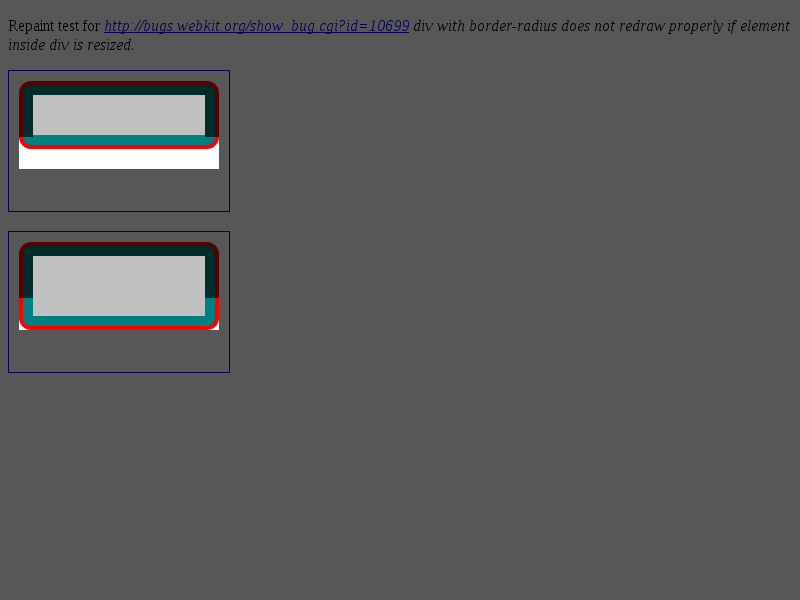 Repaint test for http://bugs.webkit.org/show_bug.cgi?id=10699 div with border-radius does not redraw properly if element
inside div is resized.